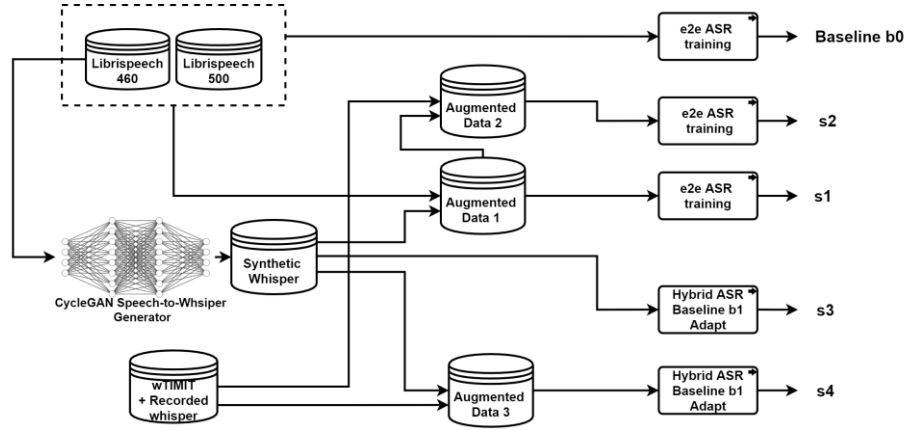 Librispeech
460
Librispeech
500
e2e ASR
training
Baseline b0
Augmented
Data 2
e2e ASR
training
s2
Augmented
Data 1
e2e ASR
training
s1
Synthetic
Whisper
CycleGAN Speech-to-Whsiper
Generator
Hybrid ASR
Baseline b1
Adapt
s3
wTIMIT
+ Recorded
whisper
Augmented
Data 3
Hybrid ASR
Baseline b1
Adapt
s4